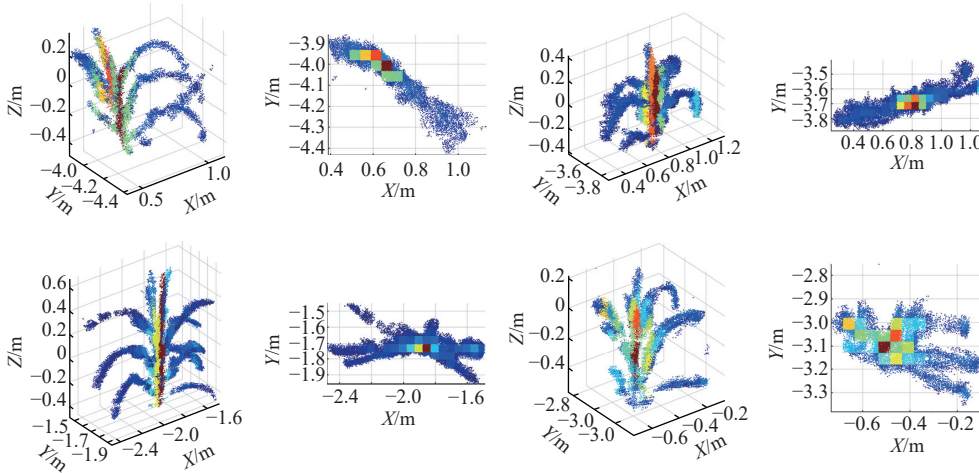 0.2
0
−0.2
−0.4
Z/m
−4.0
−4.2
−4.4
Y/m
0.5
1.0
X/m
−3.9
−4.0
−4.1
−4.2
−4.3
−4.4
Y/m
0.4 0.6 0.8 1.0
X/m
0.4
0.2
0
−0.2
−0.4
Z/m
−3.6
−3.8
Y/m
0.4 0.6 0.8 1.0 1.2
X/m
−3.5
−3.6
−3.7
−3.8
Y/m
0.4 0.6 0.8 1.0 1.2
X/m
0.6
0.4
0.2
0
−0.2
−0.4
Z/m
−1.5
−1.7
−1.9
Y/m
−2.4
−2.0
−1.6
X/m
−1.5
−1.6
−1.7
−1.8
−1.9
Y/m
−2.4 −2.0 −1.6
X/m
0.2
0
−0.2
−0.4
Z/m
−2.8
−3.0
Y/m
−0.6
−0.4
−0.2
X/m
−2.8
−2.9
−3.0
−3.1
−3.2
−3.3
Y/m
−0.6 −0.4 −0.2
X/m